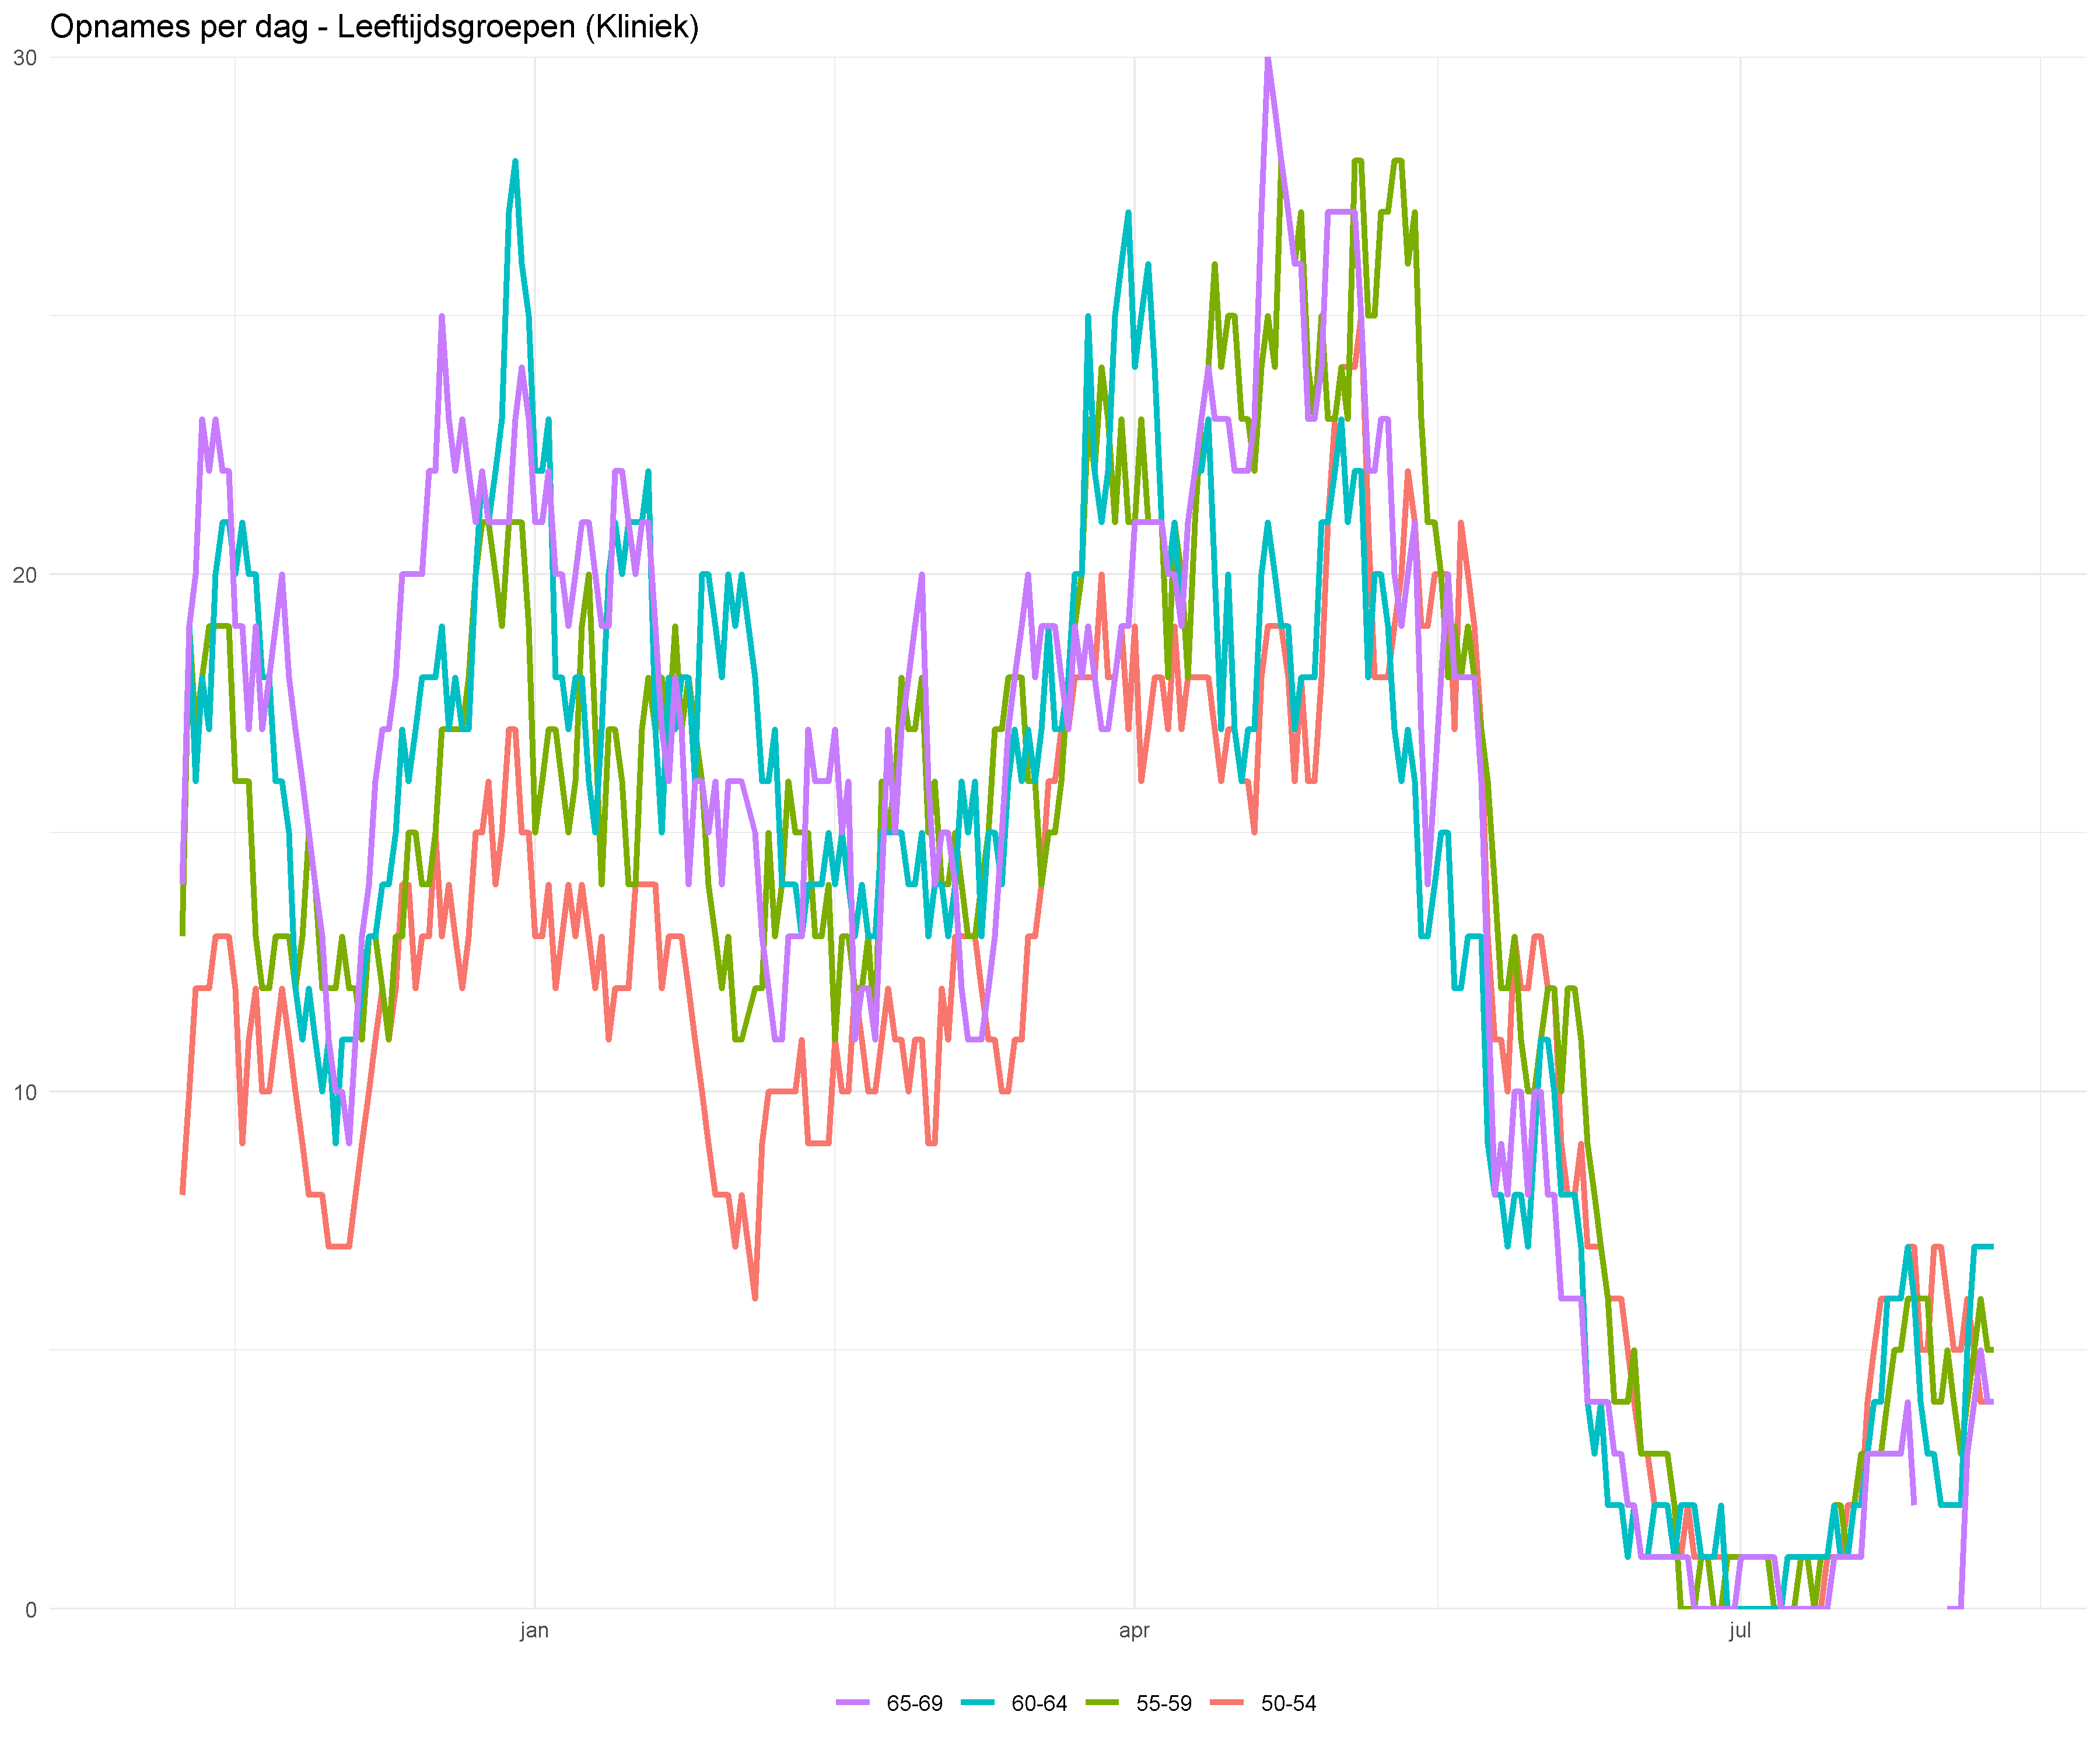 Opnames per dag - Leeftijdsgroepen (Kliniek)
30
20
10
0
jan apr jul
65-69 60-64 55-59 50-54